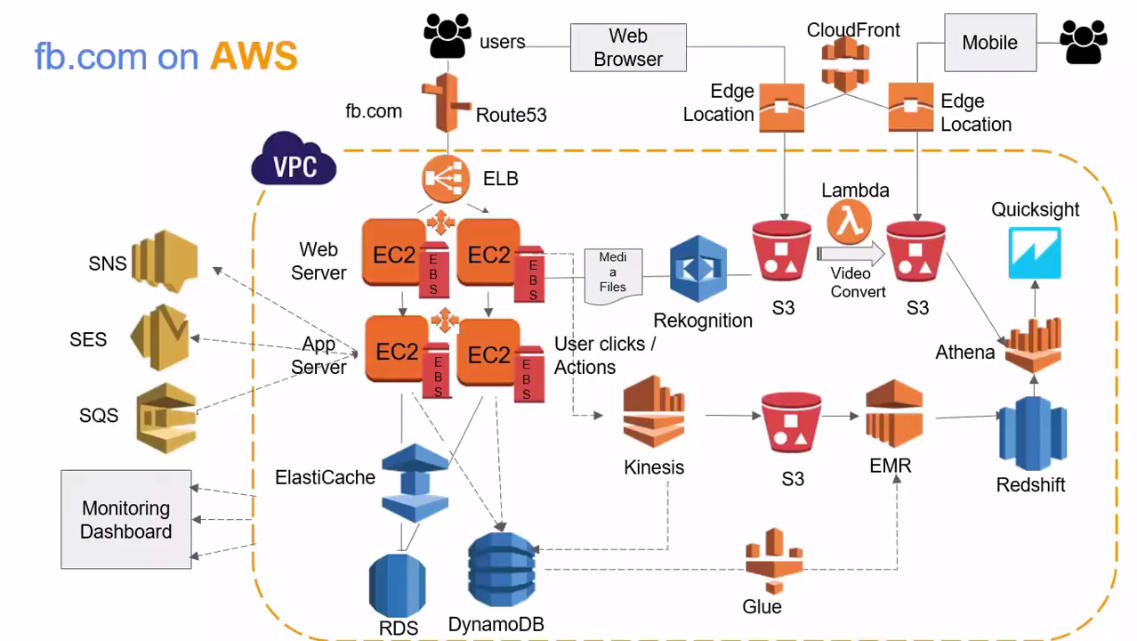 fb.com on AWS
users
Web
Browser
CloudFront
Mobile
Edge
Location
Edge
Location
fb.com
Route53
VPC
ELB
Lambda
Quicksight
Web
Server
EC2
EBS
EC2
EBS
Medi
a
Files
Rekognition
S3
Video
Convert
S3
SNS
SES
SQS
App
Server
EC2
EBS
EC2
EBS
User clicks /
Actions
Athena
Kinesis
S3
EMR
Redshift
ElastiCache
Monitoring
Dashboard
RDS
DynamoDB
Glue